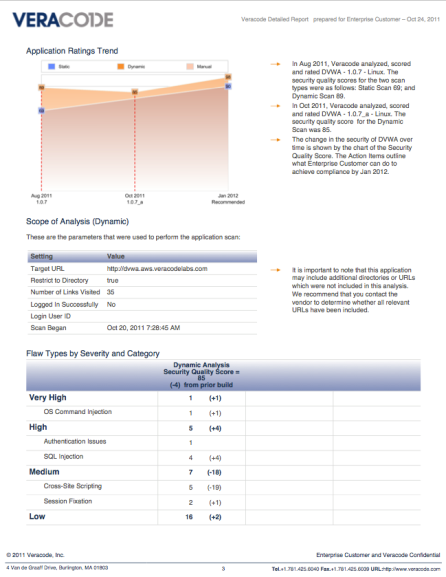 VERACODE
Veracode Detailed Report prepared for Enterprise Customer – Oct 24, 2011
Application Ratings Trend
Static Dynamic Manual
Aug 2011
1.0.7
Oct 2011
1.0.7_a
Jan 2012
Recommended
In Aug 2011, Veracode analyzed, scored
and rated DVWA - 1.0.7 - Linux. The
security quality scores for the two scan
types were as follows: Static Scan 69; and
Dynamic Scan 89.
In Oct 2011, Veracode analyzed, scored
and rated DVWA - 1.0.7_a - Linux. The
security quality score for the Dynamic
Scan was 85.
The change in the security of DVWA over
time is shown by the chart of the Security
Quality Score. The Action Items outline
what Enterprise Customer can do to
achieve compliance by Jan 2012.
Scope of Analysis (Dynamic)
These are the parameters that were used to perform the application scan:
Setting Value
Target URL http://dvwa.aws.veracodelabs.com
Restrict to Directory true
Number of Links Visited 35
Logged In Successfully No
Login User ID
Scan Began Oct 20, 2011 7:28:45 AM
It is important to note that this application
may include additional directories or URLs
which were not included in this analysis.
We recommend that you contact the
vendor to determine whether all relevant
URLs have been included.
Flaw Types by Severity and Category
Dynamic Analysis
Security Quality Score =
85
(-4) from prior build
Very High 1 (+1)
OS Command Injection 1 (+1)
High 5 (+4)
Authentication Issues 1
SQL Injection 4 (+4)
Medium 7 (-18)
Cross-Site Scripting 5 (-19)
Session Fixation 2 (+1)
Low 16 (+2)
© 2011 Veracode, Inc. Enterprise Customer and Veracode Confidential
4 Van de Graaff Drive, Burlington, MA 01803 3 Tel.+1.781.425.6040 Fax.+1.781.425.6039 URL:http://www.veracode.com